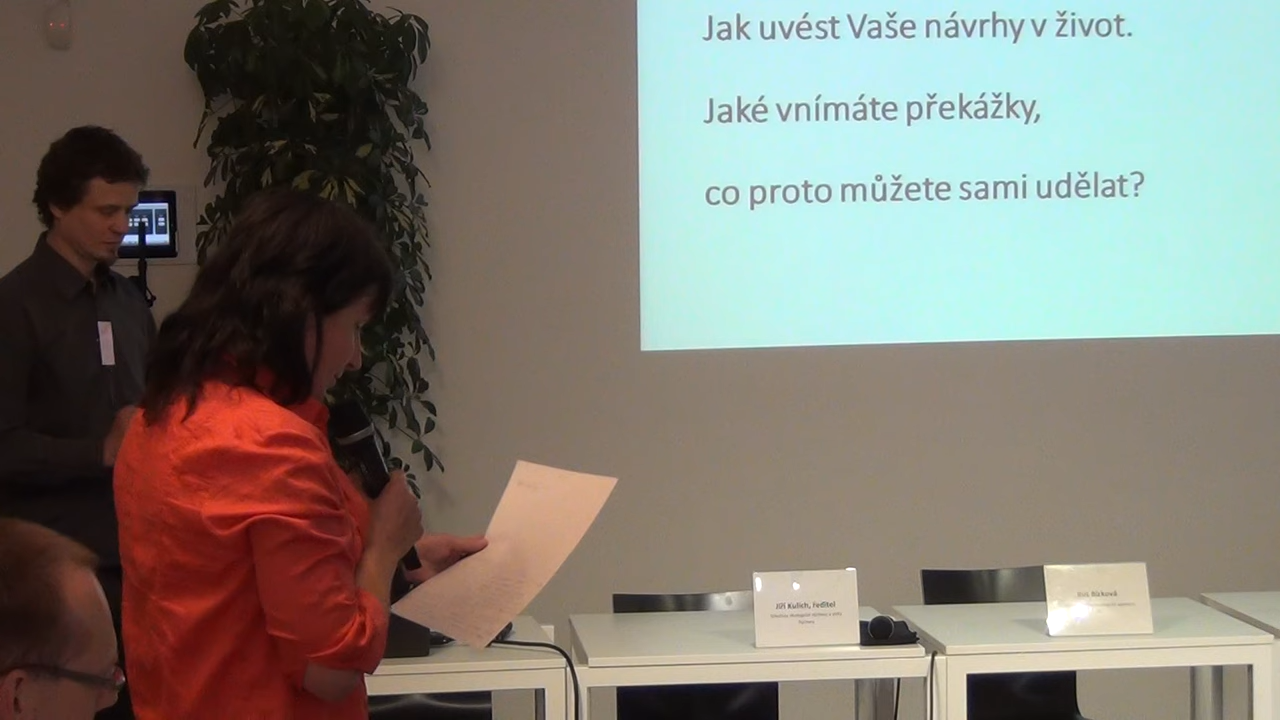 Jak uvést Vaše návrhy v život.
Jaké vnímáte překážky,
co proto můžete sami udělat?
Jiří Kulich, ředitel